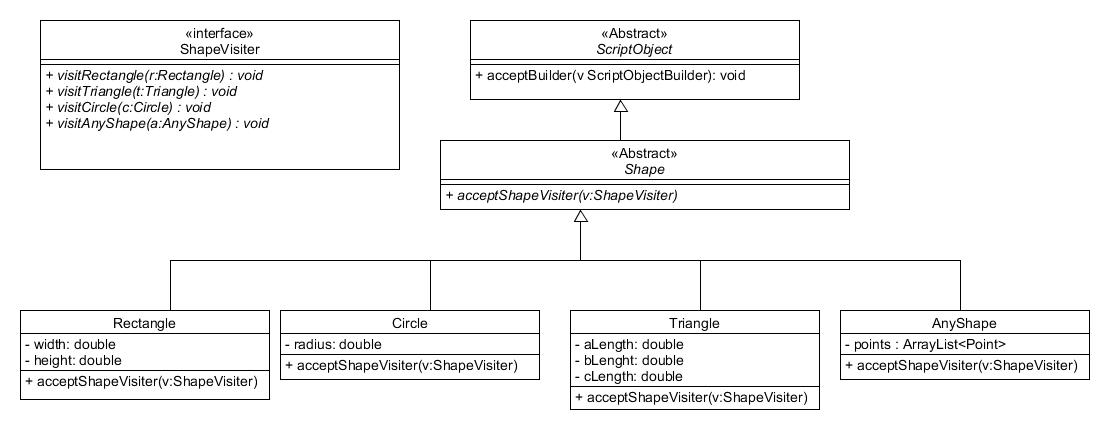 «interface»
ShapeVisiter
+ visitRectangle(r:Rectangle) : void
+ visitTriangle(t:Triangle) : void
+ visitCircle(c:Circle) : void
+ visitAnyShape(a:AnyShape) : void
«Abstract»
ScriptObject
+ acceptBuilder(v ScriptObjectBuilder): void
«Abstract»
Shape
+ acceptShapeVisiter(v:ShapeVisiter)
Rectangle
- width: double
- height: double
+ acceptShapeVisiter(v:ShapeVisiter)
Circle
- radius: double
+ acceptShapeVisiter(v:ShapeVisiter)
Triangle
- aLength: double
- bLenght: double
- cLength: double
+ acceptShapeVisiter(v:ShapeVisiter)
AnyShape
- points : ArrayList<Point>
+ acceptShapeVisiter(v:ShapeVisiter)